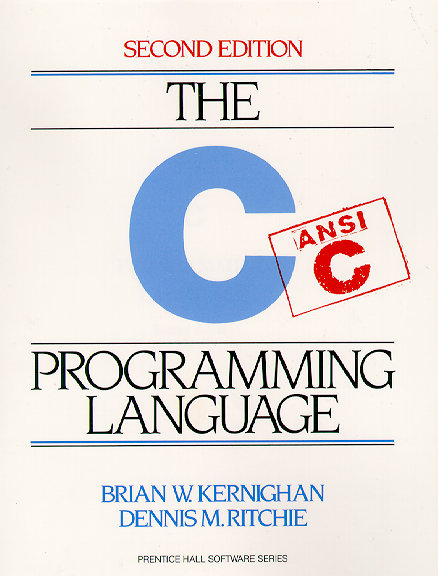 SECOND EDITION
THE
C
ANSI
C
PROGRAMMING
LANGUAGE
BRIAN W. KERNIGHAN
DENNIS M. RITCHIE
PRENTICE HALL SOFTWARE SERIES